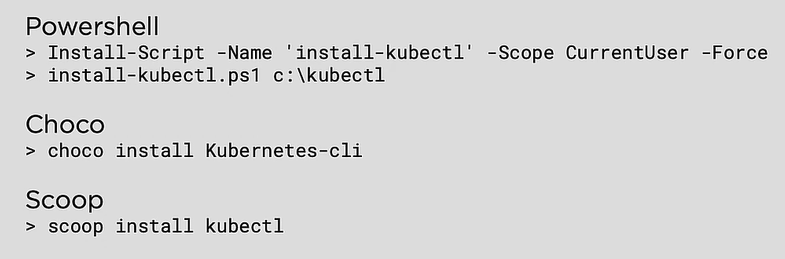 Powershell
> Install-Script -Name 'install-kubectl' -Scope CurrentUser -Force
> install-kubectl.ps1 c:\kubectl
Choco
> choco install Kubernetes-cli
Scoop
> scoop install kubectl